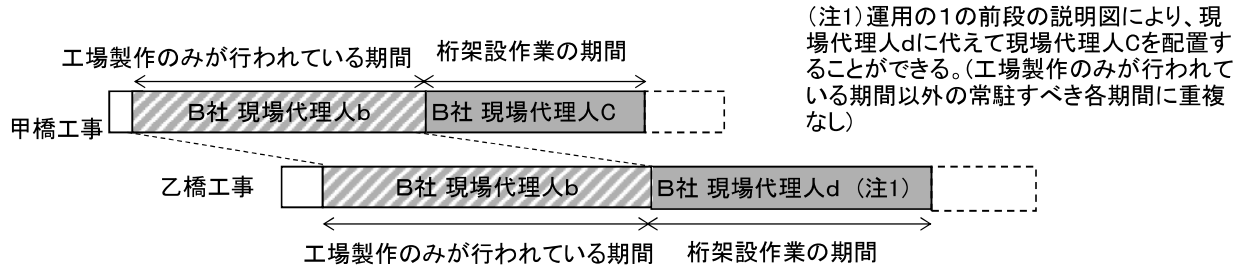 (注1)運用の1の前段の説明図により、現
場代理人dに代えて現場代理人Cを配置す
ることができる。(工場製作のみが行われて
いる期間以外の常駐すべき各期間に重複
なし)
工場製作のみが行われている期間
桁架設作業の期間
甲橋工事
B社 現場代理人b
B社 現場代理人C
乙橋工事
B社 現場代理人b
B社 現場代理人d (注1)
工場製作のみが行われている期間
桁架設作業の期間